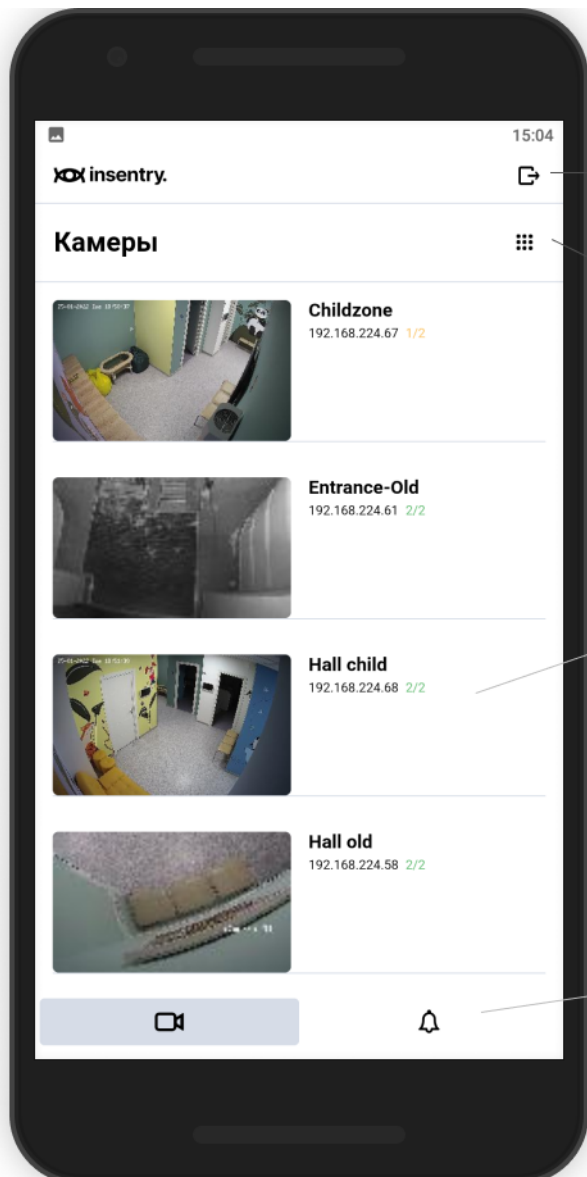 15:04
insentry.
Камеры
Childzone
192.168.224.67 1/2
Entrance-Old
192.168.224.61 2/2
Hall child
192.168.224.68 2/2
Hall old
192.168.224.58 2/2